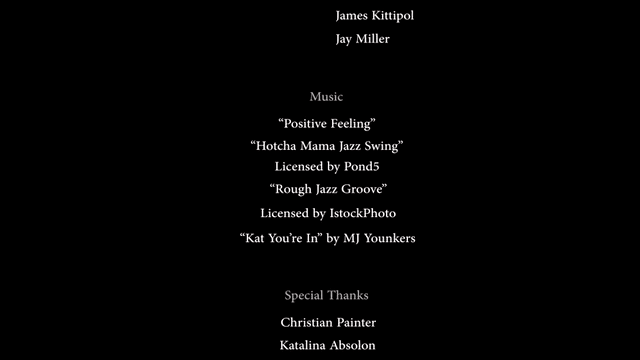 James Kittipol
Jay Miller
Music
“Positive Feeling”
“Hotcha Mama Jazz Swing”
Licensed by Pond5
“Rough Jazz Groove”
Licensed by IstockPhoto
“Kat You’re In” by MJ Younkers
Special Thanks
Christian Painter
Katalina Absolon